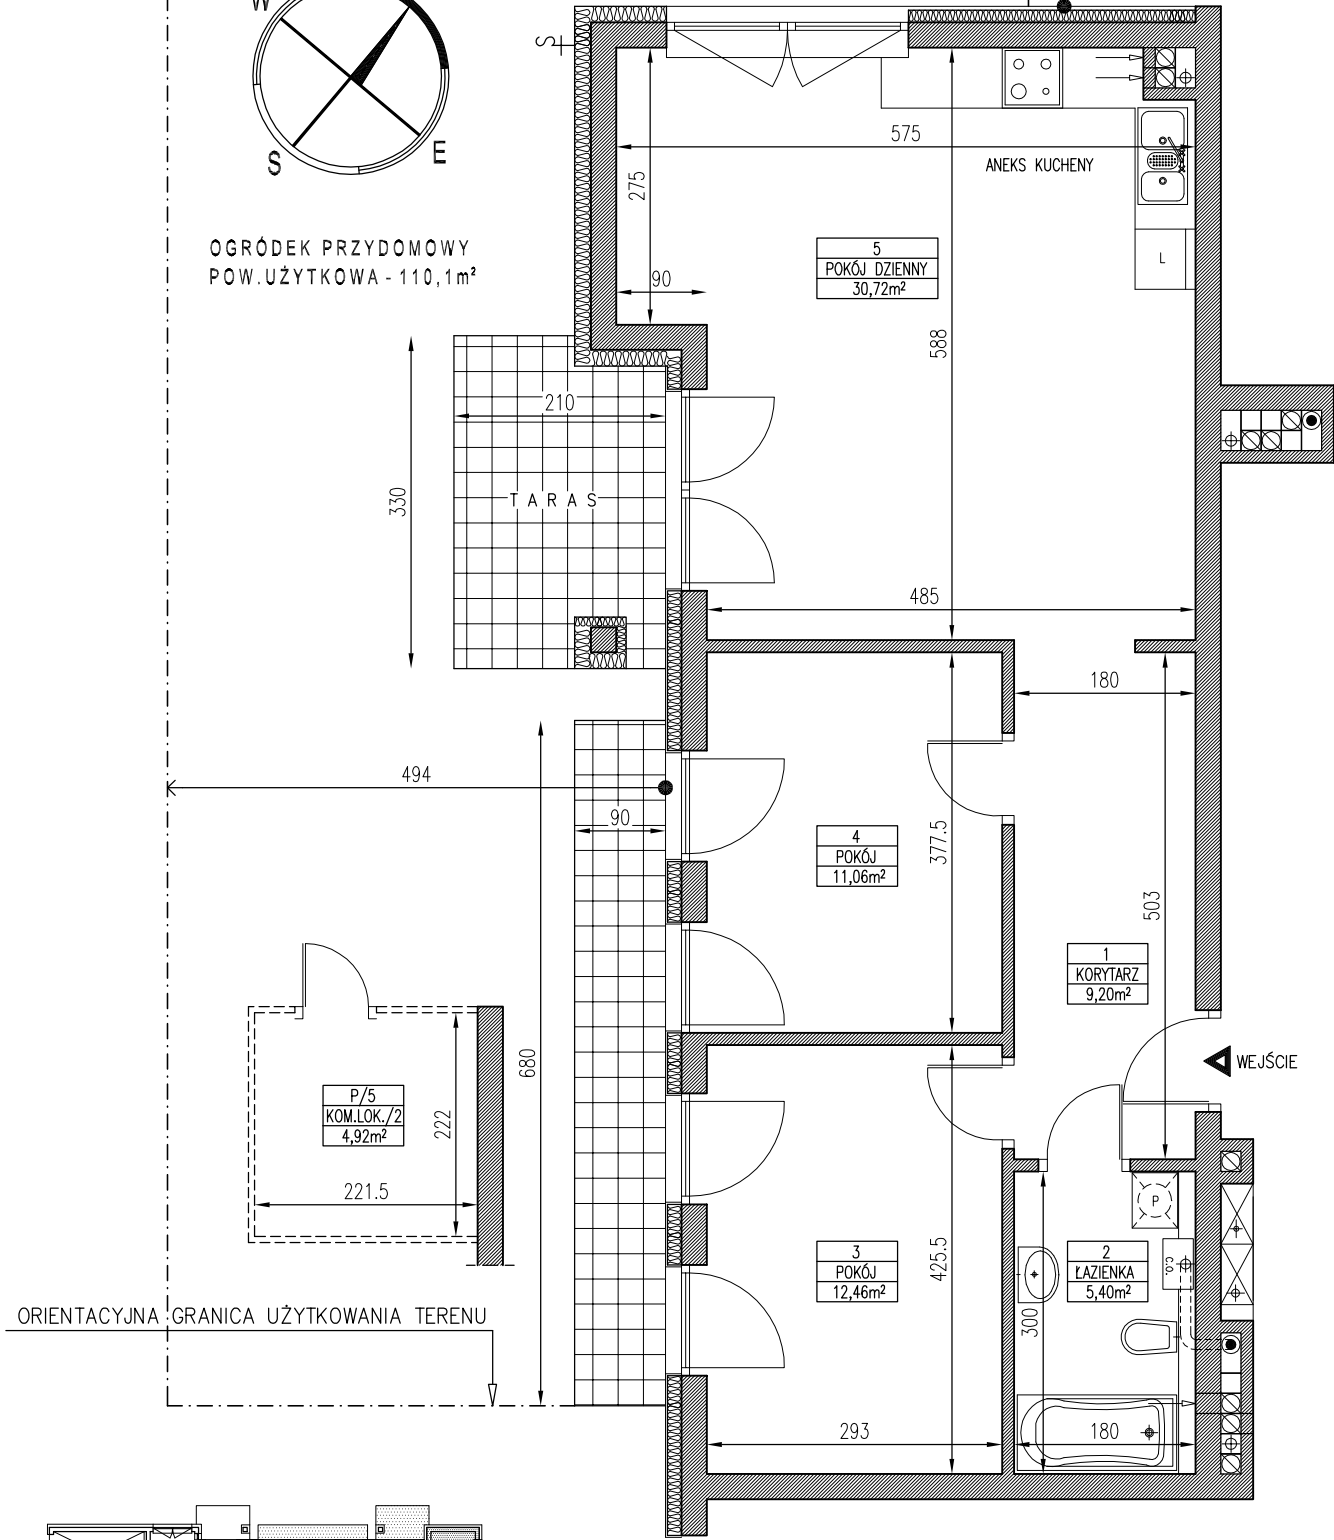 W
S
E
S
OGRÓDEK PRZYDOMOWY
POW.UŻYTKOWA - 110,1m²
575
275
ANEKS KUCHENY
90
5
POKÓJ DZIENNY
30,72m²
L
588
210
330
TARAS
485
180
494
90
4
POKÓJ
11,06m²
377.5
503
1
KORYTARZ
9,20m²
WEJŚCIE
680
P/5
KOM.LOK./2
4,92m²
222
221.5
P
3
POKÓJ
12,46m²
425.5
2
ŁAZIENKA
5,40m²
c.o.
300
ORIENTACYJNA GRANICA UŻYTKOWANIA TERENU
293
180